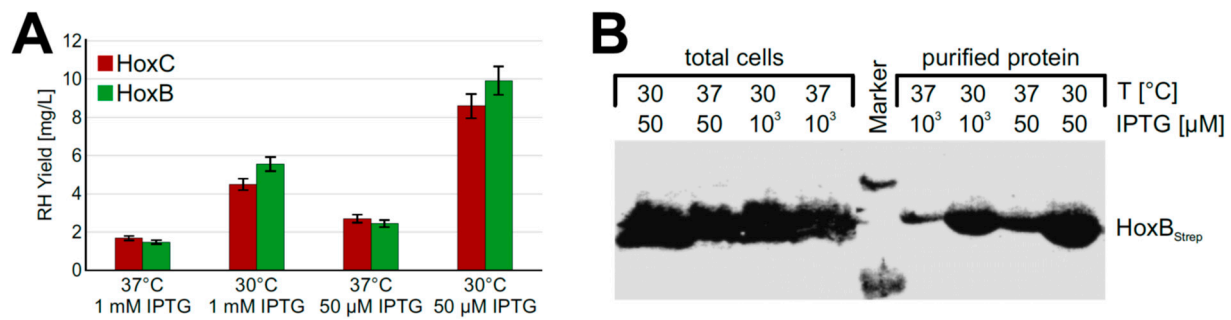 A
RH Yield [mg/L]
12
10
8
6
4
2
0
HoxC
HoxB
37°C 30°C 37°C 30°C
1 mM IPTG 1 mM IPTG 50 µM IPTG 50 µM IPTG
B
total cells Marker purified protein
30 37 30 37 37 30 37 30 T [°C]
50 50 10³ 10³ 10³ 10³ 50 50 IPTG [µM]
HoxB_Strep